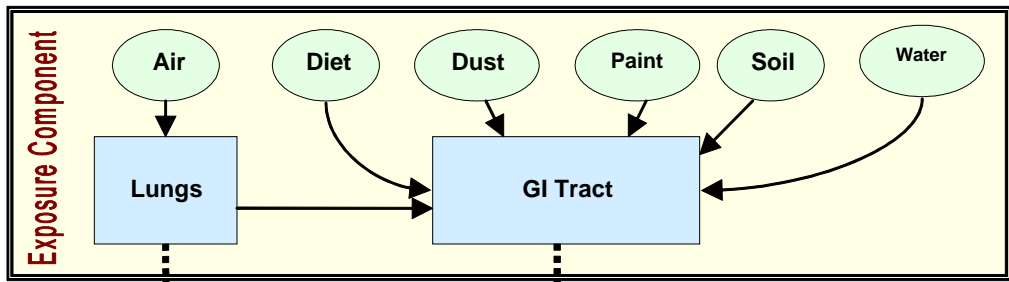 Exposure Component
Air
Diet
Dust
Paint
Soil
Water
Lungs
GI Tract